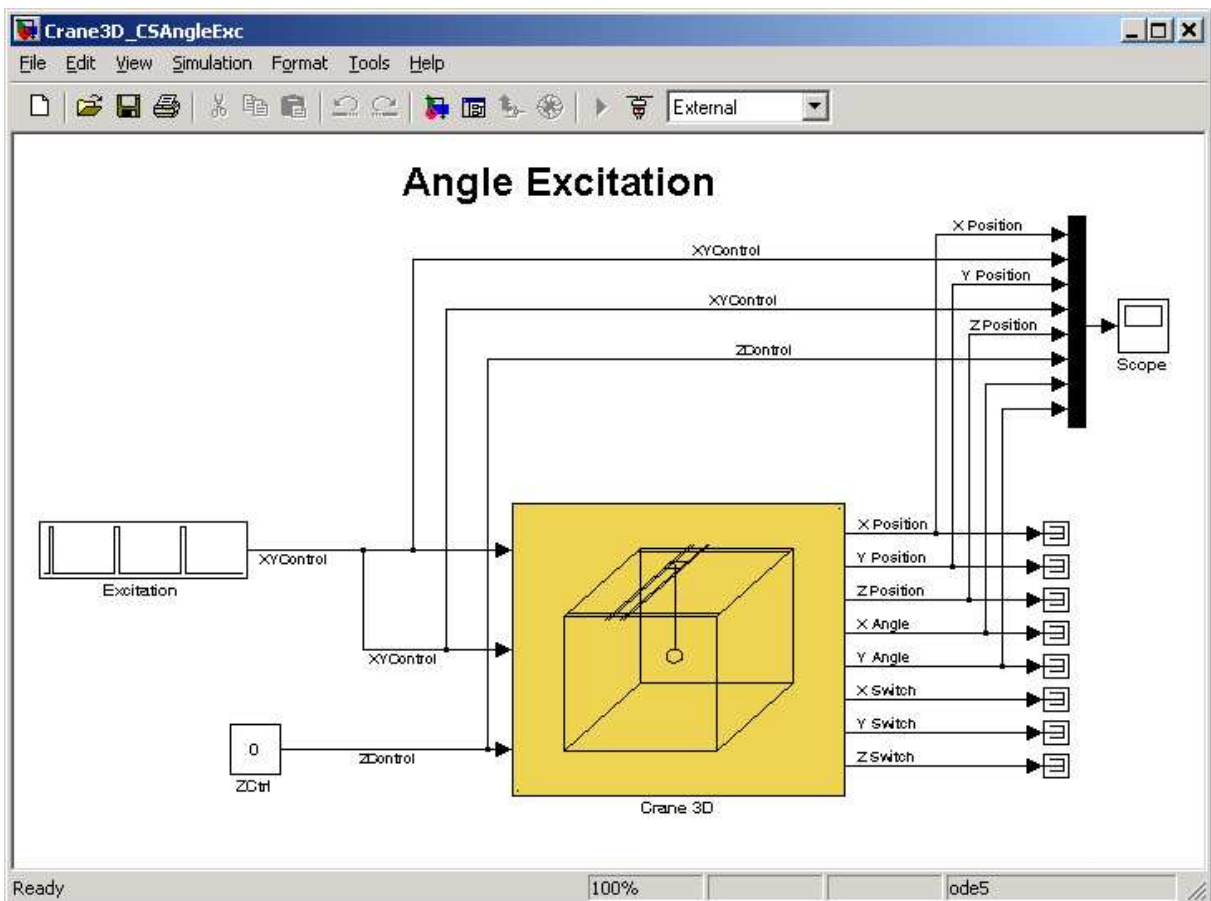 Crane3D_CSAngleExc
File Edit View Simulation Format Tools Help
External
Angle Excitation
X Position
XYControl
Y Position
XYControl
Z Position
ZControl
Scope
X Position
Y Position
XYControl
Excitation
Z Position
X Angle
XYControl
Y Angle
X Switch
Y Switch
0
ZControl
Z Switch
ZCtrl
Crane 3D
Ready 100% ode5